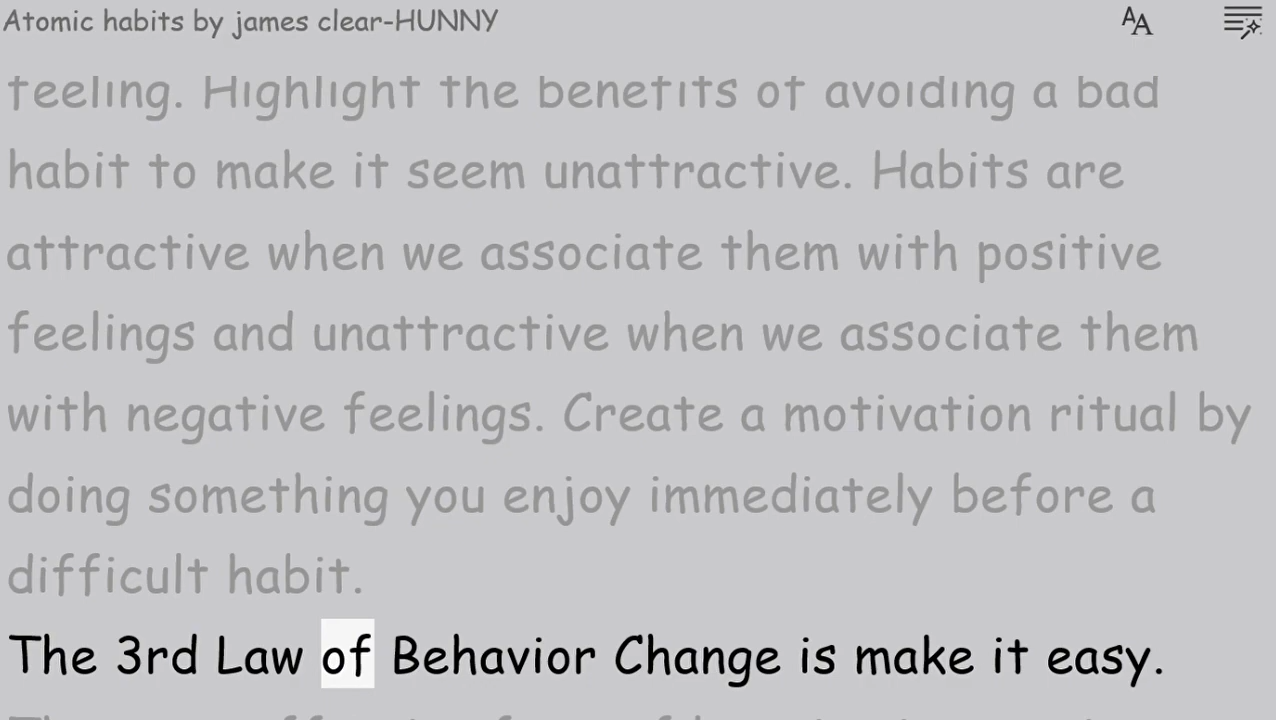 Atomic habits by james clear-HUNNY
AA
feeling. Highlight the benefits of avoiding a bad
habit to make it seem unattractive. Habits are
attractive when we associate them with positive
feelings and unattractive when we associate them
with negative feelings. Create a motivation ritual by
doing something you enjoy immediately before a
difficult habit.
The 3rd Law of Behavior Change is make it easy.